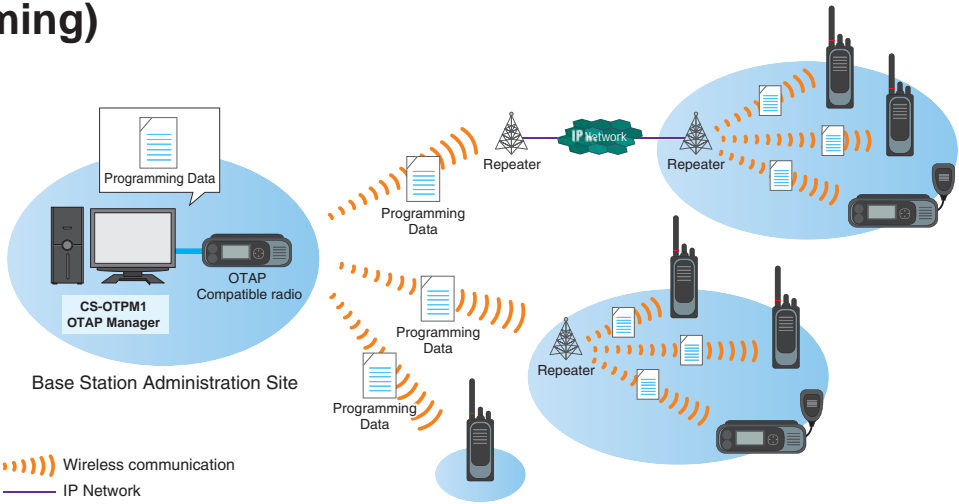 ming)
Programming Data
OTAP
Compatible radio
CS-OTPM1
OTAP Manager
Base Station Administration Site
Programming
Data
Repeater
IP Network
Repeater
Programming
Data
Repeater
Programming
Data
Wireless communication
IP Network